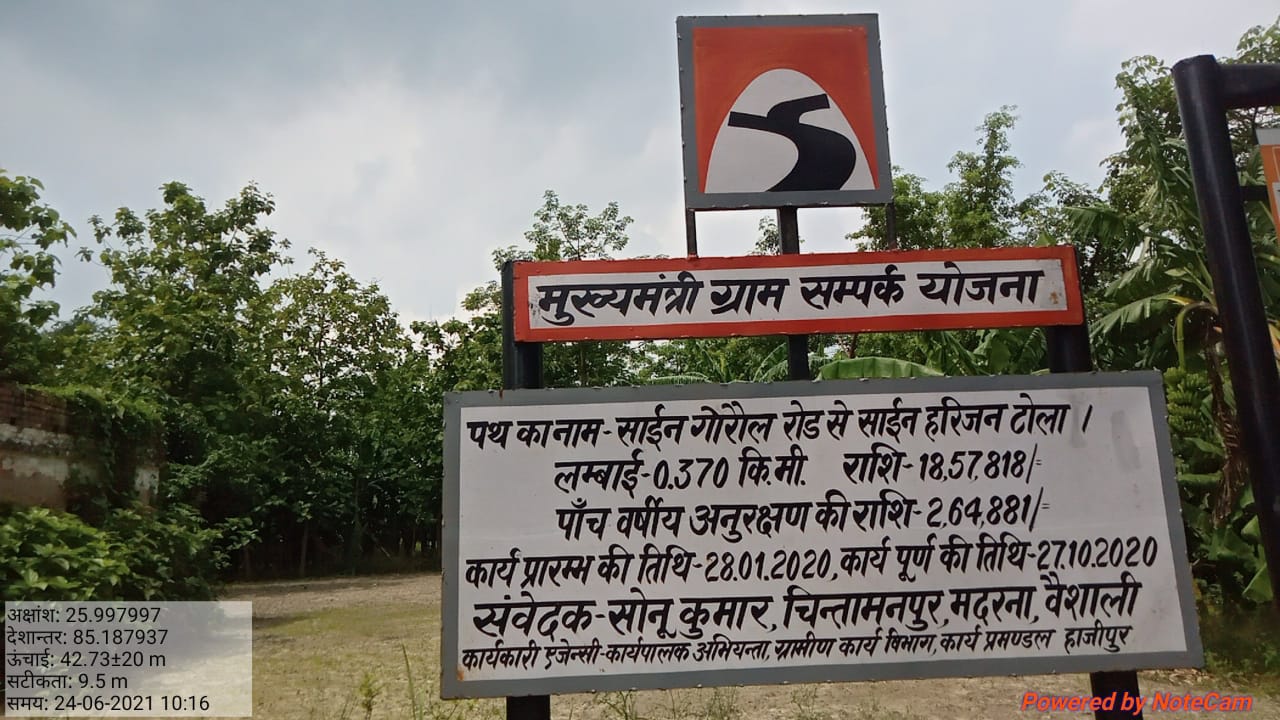 मुख्यमंत्री ग्राम सम्पर्क योजना
पथ का नाम- साईन गोरौल रोड से साईन हरिजन टोला ।
लम्बाई-0.370 कि.मी. राशि-18,57,818/=
पाँच वर्षीय अनुरक्षण की राशि-2,64,881/=
कार्य प्रारम्भ की तिथि-28.01.2020, कार्य पूर्ण की तिथि-27.10.2020
संवेदक-सोनू कुमार, चिन्तामनपुर, मदरना, वैशाली
कार्यकारी एजेन्सी-कार्यपालक अभियन्ता, ग्रामीण कार्य विभाग, कार्य प्रमण्डल हाजीपुर
अक्षांश: 25.997997
देशान्तर: 85.187937
ऊंचाई: 42.73±20 m
सटीकता: 9.5 m
समय: 24-06-2021 10:16
Powered by NoteCam